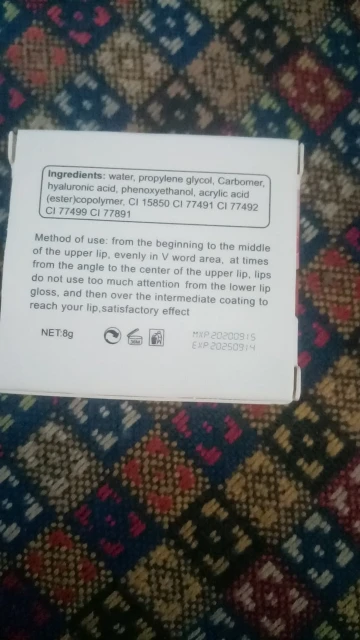 Ingredients: water, propylene glycol, Carbomer,
hyaluronic acid, phenoxyethanol, acrylic acid
(ester)copolymer, CI 15850 CI 77491 CI 77492
CI 77499 CI 77891
Method of use: from the beginning to the middle
of the upper lip, evenly in V word area, at times
from the angle to the center of the upper lip, lips
do not use too much attention from the lower lip
gloss, and then over the intermediate coating to
reach your lip,satisfactory effect
NET:8g
MXP 20200915
EXP 20250914